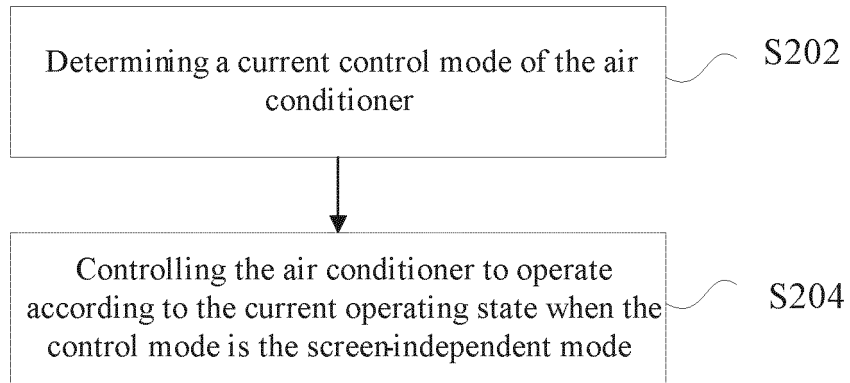 Determining a current control mode of the air
conditioner
S202
Controlling the air conditioner to operate
according to the current operating state when the
control mode is the screen-independent mode
S204